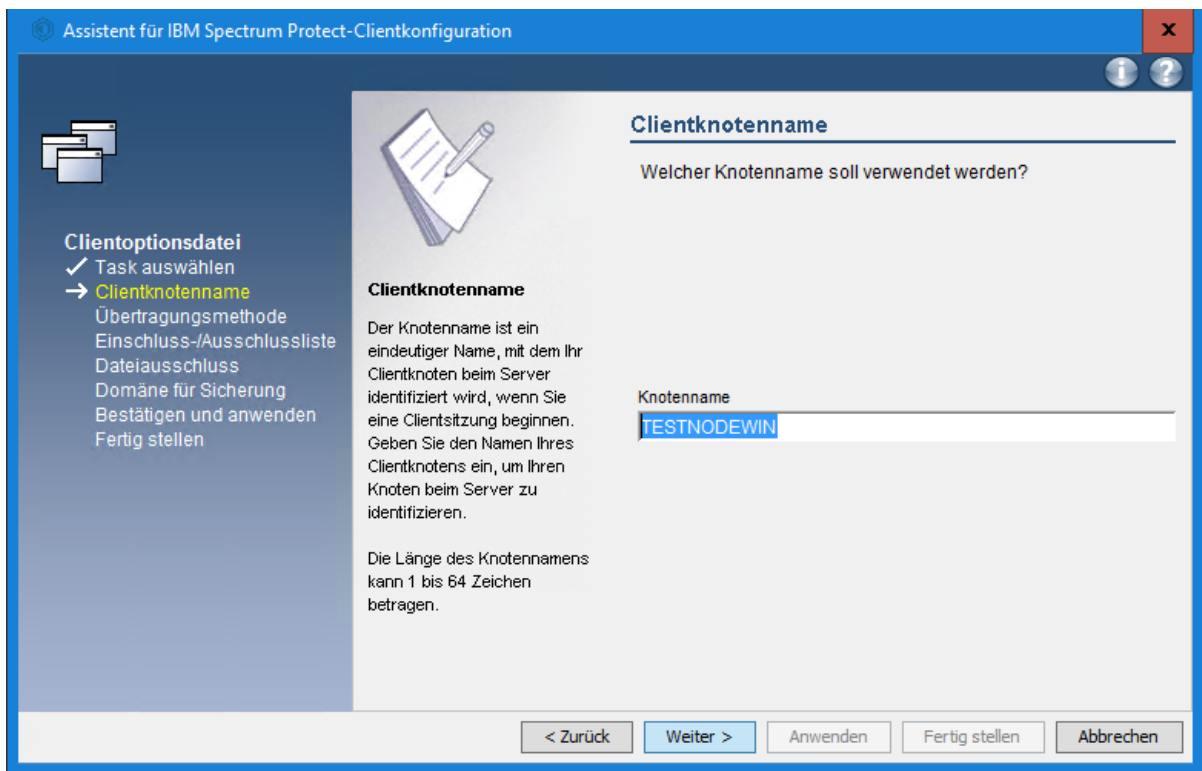 Assistent für IBM Spectrum Protect-Clientkonfiguration
x
i ?
Clientoptionsdatei
Task auswählen
Clientknotenname
Übertragungsmethode
Einschluss-/Ausschlussliste
Dateiausschluss
Domäne für Sicherung
Bestätigen und anwenden
Fertig stellen
Clientknotenname
Der Knotenname ist ein
eindeutiger Name, mit dem Ihr
Clientknoten beim Server
identifiziert wird, wenn Sie
eine Clientsitzung beginnen.
Geben Sie den Namen Ihres
Clientknotens ein, um Ihren
Knoten beim Server zu
identifizieren.
Die Länge des Knotennamens
kann 1 bis 64 Zeichen
betragen.
Clientknotenname
Welcher Knotenname soll verwendet werden?
Knotenname
TESTNODEWIN
< Zurück Weiter > Anwenden Fertig stellen Abbrechen